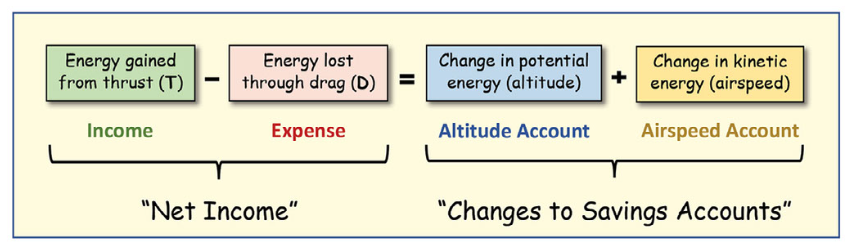 Energy gained
from thrust (T)
−
Energy lost
through drag (D)
=
Change in potential
energy (altitude)
+
Change in kinetic
energy (airspeed)
Income
Expense
Altitude Account
Airspeed Account
“Net Income”
“Changes to Savings Accounts”